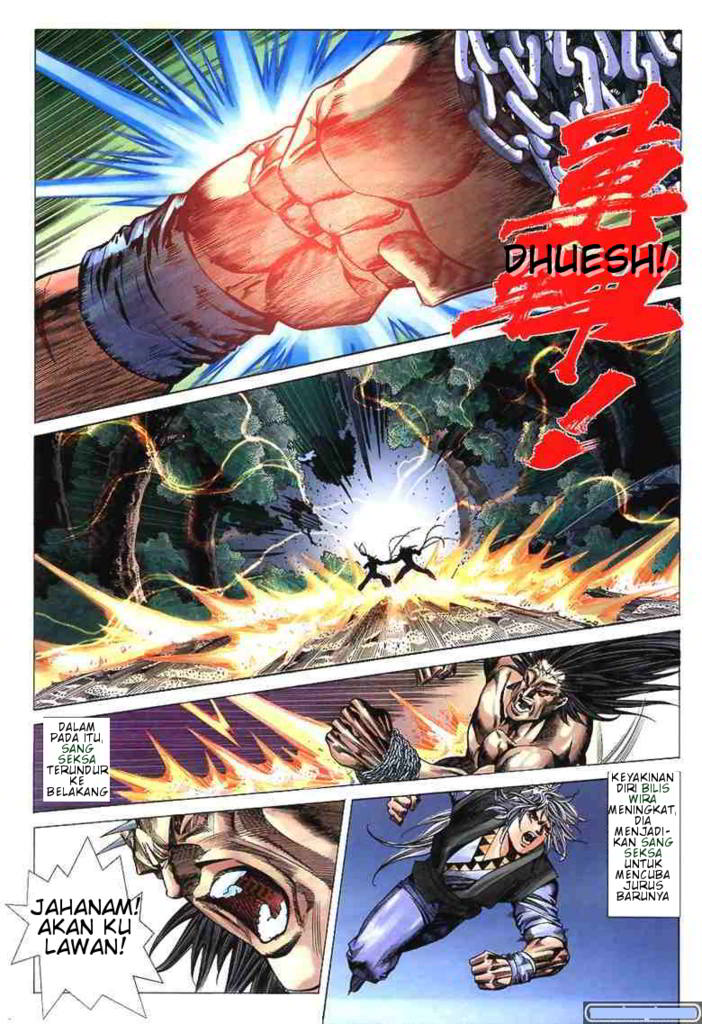 DHUESH!
DALAM
PADA ITU,
SANG
SEKSA
TERUNDUR
KE
BELAKANG
KEYAKINAN
DIRI BILIS
WIRA
MENINGKAT,
DIA
MENJADI-
KAN SANG
SEKSA
UNTUK
MENCUBA
JURUS
BARUNYA
JAHANAM!
AKAN KU
LAWAN!